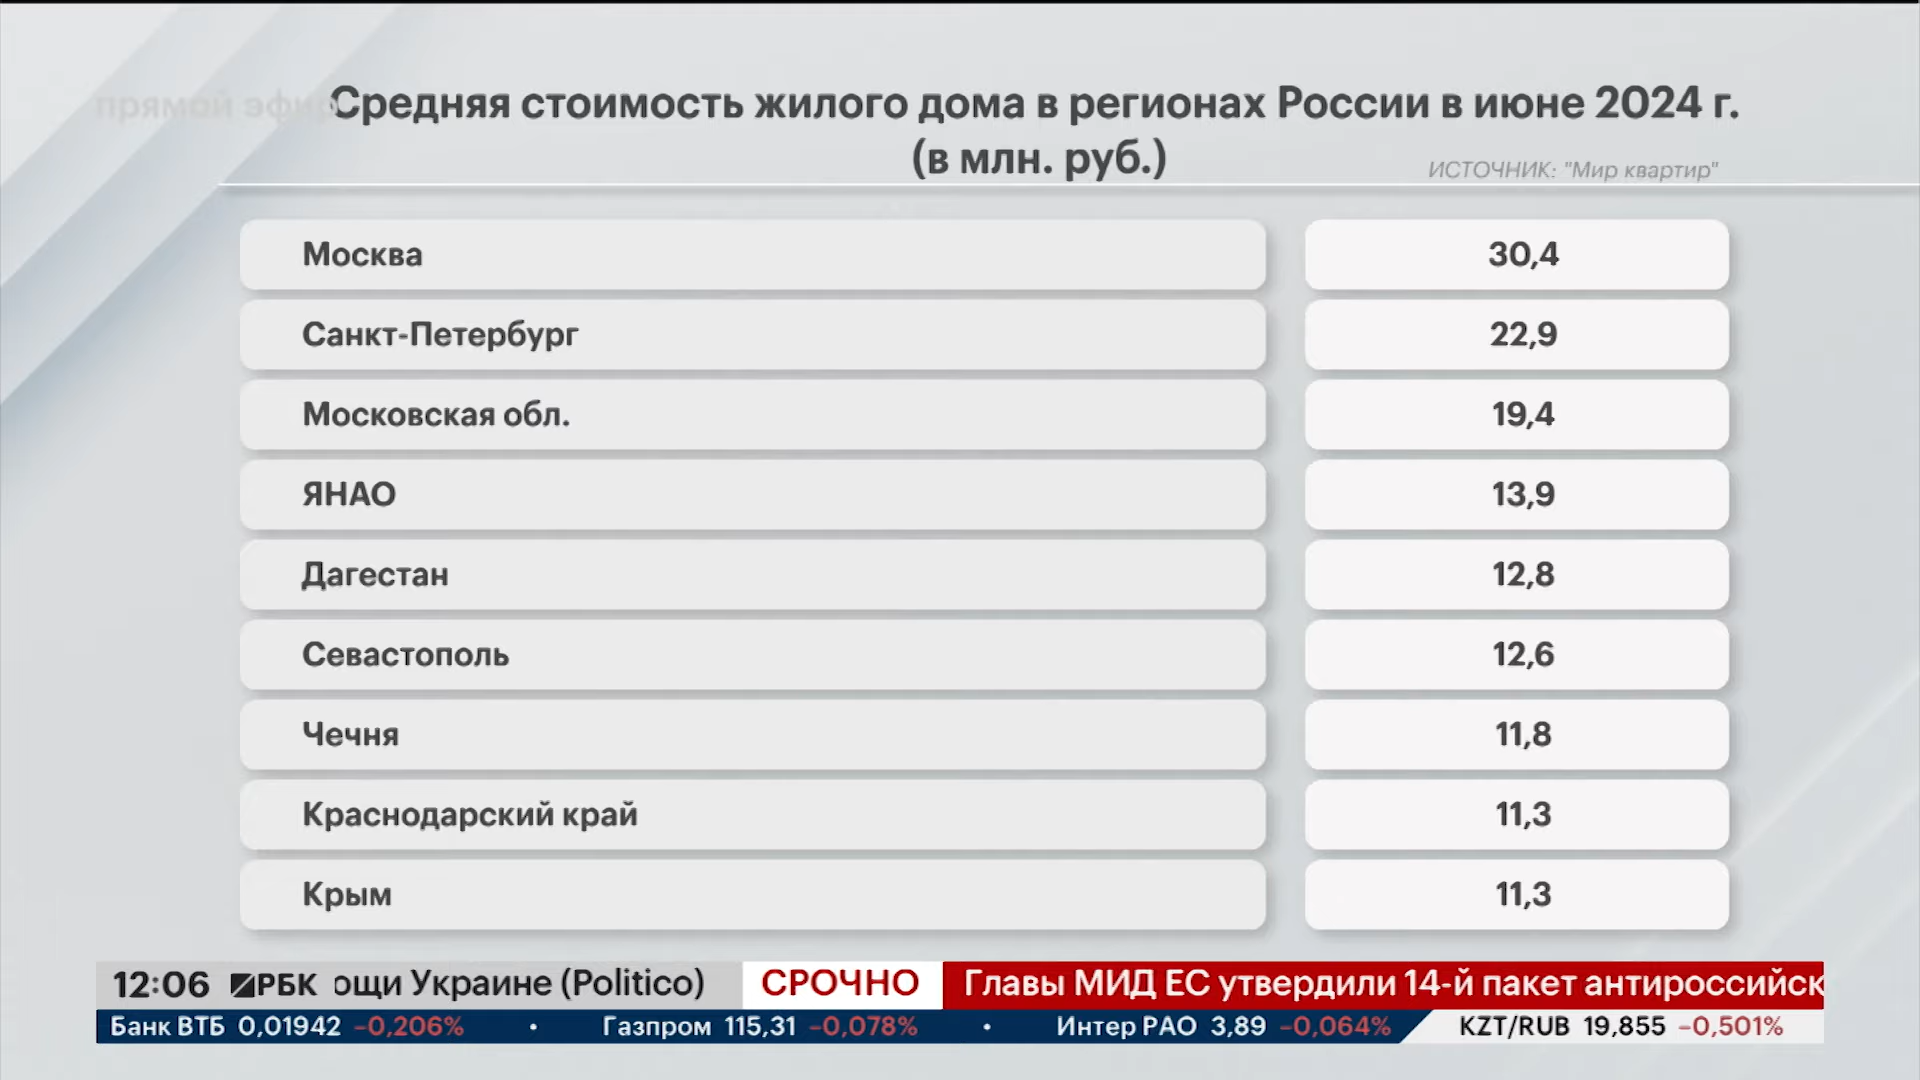 прямой эфир
Средняя стоимость жилого дома в регионах России в июне 2024 г.
(в млн. руб.)
ИСТОЧНИК: "Мир квартир"
Москва 30,4
Санкт-Петербург 22,9
Московская обл. 19,4
ЯНАО 13,9
Дагестан 12,8
Севастополь 12,6
Чечня 11,8
Краснодарский край 11,3
Крым 11,3
12:06 РБК ощи Украине (Politico) СРОЧНО Главы МИД ЕС утвердили 14-й пакет антироссийск
Банк ВТБ 0,01942 -0,206% • Газпром 115,31 -0,078% • Интер РАО 3,89 -0,064% KZT/RUB 19,855 -0,501%